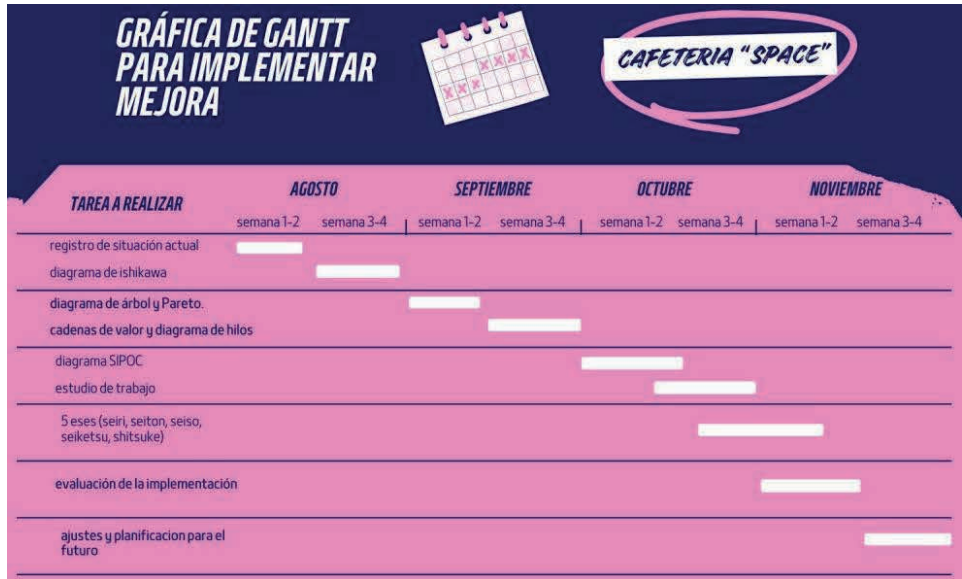 GRÁFICA DE GANTT
PARA IMPLEMENTAR
MEJORA
CAFETERIA "SPACE"
TAREA A REALIZAR
AGOSTO
SEPTIEMBRE
OCTUBRE
NOVIEMBRE
semana 1-2 semana 3-4 semana 1-2 semana 3-4 semana 1-2 semana 3-4 semana 1-2 semana 3-4
registro de situación actual
diagrama de ishikawa
diagrama de árbol y Pareto.
cadenas de valor y diagrama de hilos
diagrama SIPOC
estudio de trabajo
5 eses (seiri, seiton, seiso,
seiketsu, shitsuke)
evaluación de la implementación
ajustes y planificacion para el
futuro